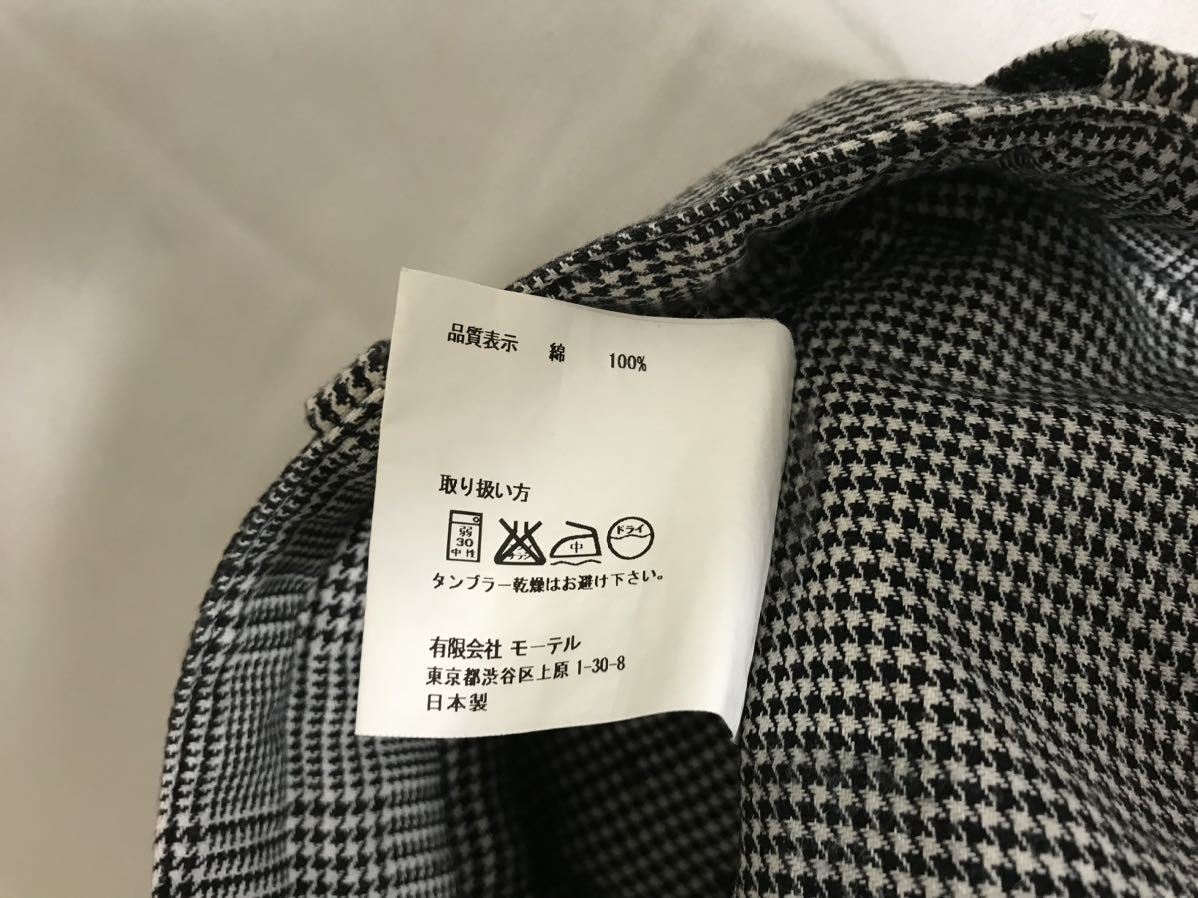 品質表示 綿 100%
取り扱い方
弱
30
中性
中
ドライ
タンブラー乾燥はお避け下さい。
有限会社 モーテル
東京都渋谷区上原 1-30-8
日本製